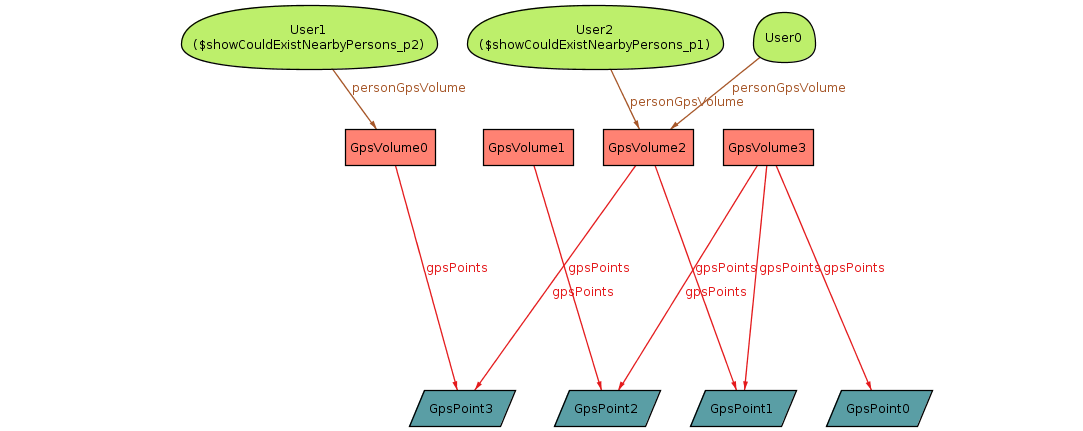 User1
($showCouldExistNearbyPersons_p2)
User2
($showCouldExistNearbyPersons_p1)
User0
personGpsVolume
personGpsVolume
personGpsVolume
GpsVolume0
GpsVolume1
GpsVolume2
GpsVolume3
gpsPoints
gpsPoints
gpsPoints
gpsPoints
gpsPoints
gpsPoints
gpsPoints
GpsPoint3
GpsPoint2
GpsPoint1
GpsPoint0